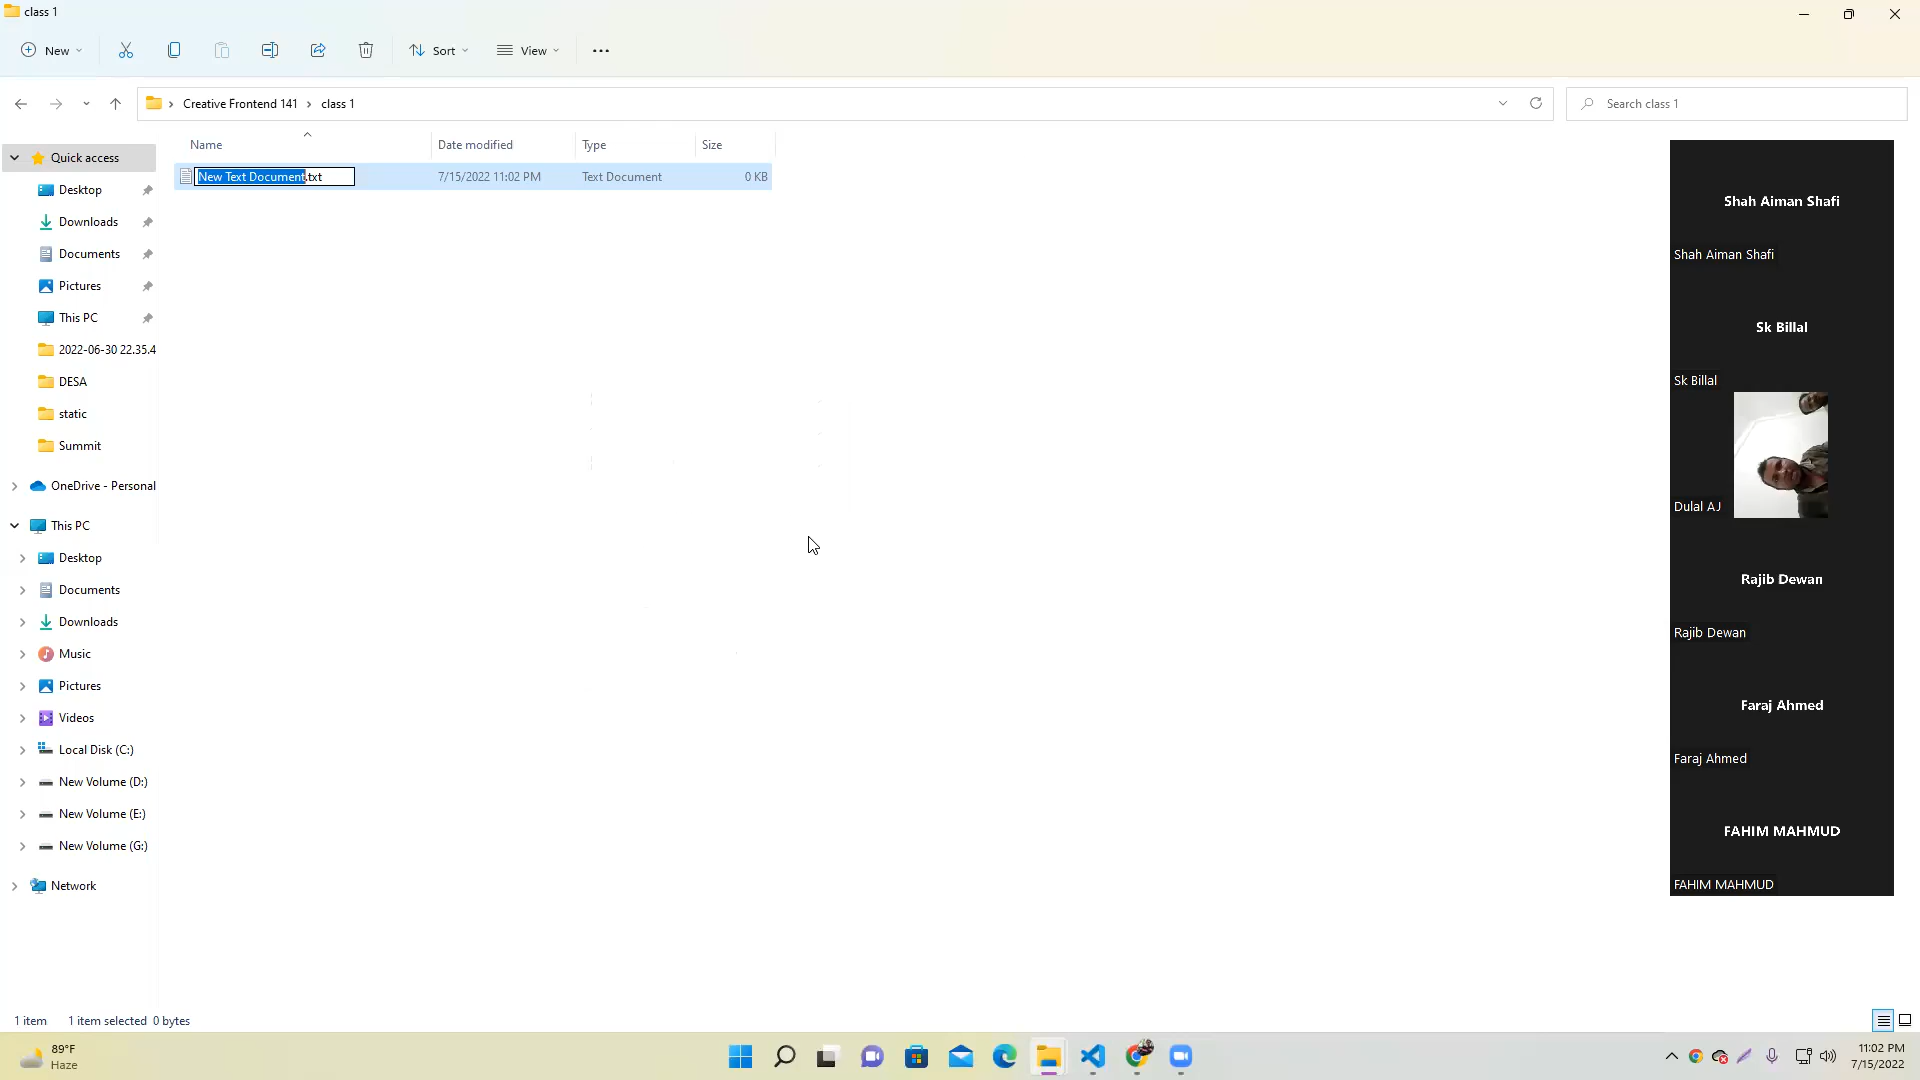 class 1
New
Sort
View
Creative Frontend 141
class 1
Search class 1
Name
Date modified
Type
Size
New Text Document.txt
7/15/2022 11:02 PM
Text Document
0 KB
Quick access
Desktop
Downloads
Documents
Pictures
This PC
2022-06-30 22.35.4
DESA
static
Summit
OneDrive - Personal
This PC
Desktop
Documents
Downloads
Music
Pictures
Videos
Local Disk (C:)
New Volume (D:)
New Volume (E:)
New Volume (G:)
Network
Shah Aiman Shafi
Shah Aiman Shafi
Sk Billal
Sk Billal
Dulal AJ
Rajib Dewan
Rajib Dewan
Faraj Ahmed
Faraj Ahmed
FAHIM MAHMUD
FAHIM MAHMUD
1 item
1 item selected 0 bytes
89°F
Haze
11:02 PM
7/15/2022